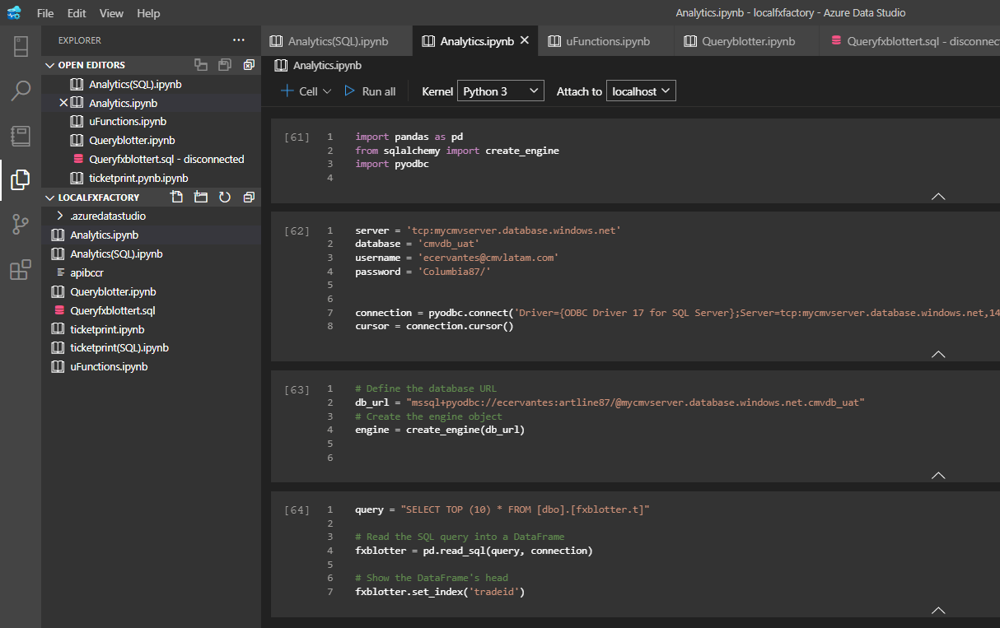 File Edit View Help
Analytics.ipynb - localfxfactory - Azure Data Studio
EXPLORER
OPEN EDITORS
Analytics(SQL).ipynb
Analytics.ipynb
uFunctions.ipynb
Queryblotter.ipynb
Queryfxblottert.sql - disconnected
ticketprint.pynb.ipynb
LOCALFXFACTORY
.azuredatastudio
Analytics.ipynb
Analytics(SQL).ipynb
apibccr
Queryblotter.ipynb
Queryfxblottert.sql
ticketprint.ipynb
ticketprint(SQL).ipynb
uFunctions.ipynb
Analytics(SQL).ipynb Analytics.ipynb uFunctions.ipynb Queryblotter.ipynb Queryfxblottert.sql - disconnec
Analytics.ipynb
Cell Run all Kernel Python 3 Attach to localhost
[61] 1 import pandas as pd
2 from sqlalchemy import create_engine
3 import pyodbc
4
[62] 1 server = 'tcp:mycmvserver.database.windows.net'
2 database = 'cmvdb_uat'
3 username = 'ecervantes@cmvlatam.com'
4 password = 'Columbia87/'
5
6
7 connection = pyodbc.connect('Driver={ODBC Driver 17 for SQL Server};Server=tcp:mycmvserver.database.windows.net,14
8 cursor = connection.cursor()
[63] 1 # Define the database URL
2 db_url = "mssql+pyodbc://ecervantes:artline87/@mycmvserver.database.windows.net.cmvdb_uat"
3 # Create the engine object
4 engine = create_engine(db_url)
5
6
[64] 1 query = "SELECT TOP (10) * FROM [dbo].[fxblotter.t]"
2
3 # Read the SQL query into a DataFrame
4 fxblotter = pd.read_sql(query, connection)
5
6 # Show the DataFrame's head
7 fxblotter.set_index('tradeid')